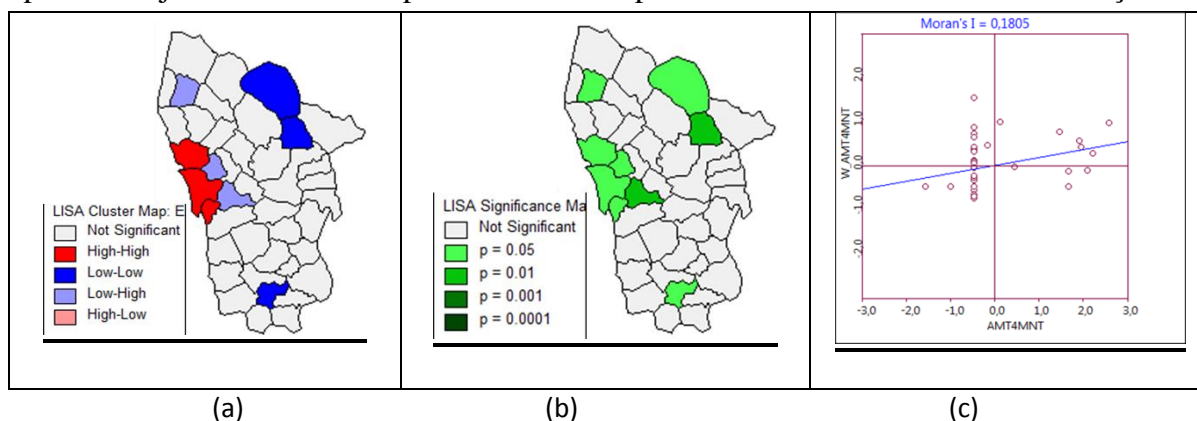 LISA Cluster Map: E
Not Significant
High-High
Low-Low
Low-High
High-Low
LISA Significance Ma
Not Significant
p = 0.05
p = 0.01
p = 0.001
p = 0.0001
Moran's I = 0,1805
W_AMT4MNT
2,0
1,0
0,0
-1,0
-2,0
-3,0
-2,0
-1,0
0,0
1,0
2,0
3,0
AMT4MNT
(a)
(b)
(c)